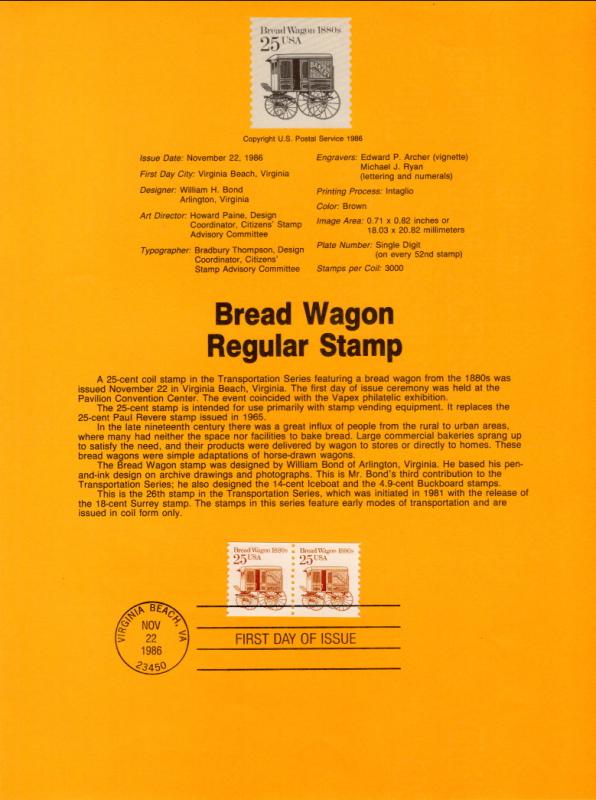 Bread Wagon 1880s
25 USA
Copyright U.S. Postal Service 1986
Issue Date: November 22, 1986
First Day City: Virginia Beach, Virginia
Designer: William H. Bond
Arlington, Virginia
Art Director: Howard Paine, Design
Coordinator, Citizens' Stamp
Advisory Committee
Typographer: Bradbury Thompson, Design
Coordinator, Citizens'
Stamp Advisory Committee
Engravers: Edward P. Archer (vignette)
Michael J. Ryan
(lettering and numerals)
Printing Process: Intaglio
Color: Brown
Image Area: 0.71 x 0.82 inches or
18.03 x 20.82 millimeters
Plate Number: Single Digit
(on every 52nd stamp)
Stamps per Coil: 3000
Bread Wagon
Regular Stamp
A 25-cent coil stamp in the Transportation Series featuring a bread wagon from the 1880s was
issued November 22 in Virginia Beach, Virginia. The first day of issue ceremony was held at the
Pavilion Convention Center. The event coincided with the Vapex philatelic exhibition.
The 25-cent stamp is intended for use primarily with stamp vending equipment. It replaces the
25-cent Paul Revere stamp issued in 1965.
In the late nineteenth century there was a great influx of people from the rural to urban areas,
where many had neither the space nor facilities to bake bread. Large commercial bakeries sprang up
to satisfy the need, and their products were delivered by wagon to stores or directly to homes. These
bread wagons were simple adaptations of horse-drawn wagons.
The Bread Wagon stamp was designed by William Bond of Arlington, Virginia. He based his pen-
and-ink design on archive drawings and photographs. This is Mr. Bond's third contribution to the
Transportation Series; he also designed the 14-cent Iceboat and the 4.9-cent Buckboard stamps.
This is the 26th stamp in the Transportation Series, which was initiated in 1981 with the release of
the 18-cent Surrey stamp. The stamps in this series feature early modes of transportation and are
issued in coil form only.
Bread Wagon 1880s
25 USA
Bread Wagon 1880s
25 USA
VIRGINIA BEACH, VA
NOV
22
1986
23450
FIRST DAY OF ISSUE